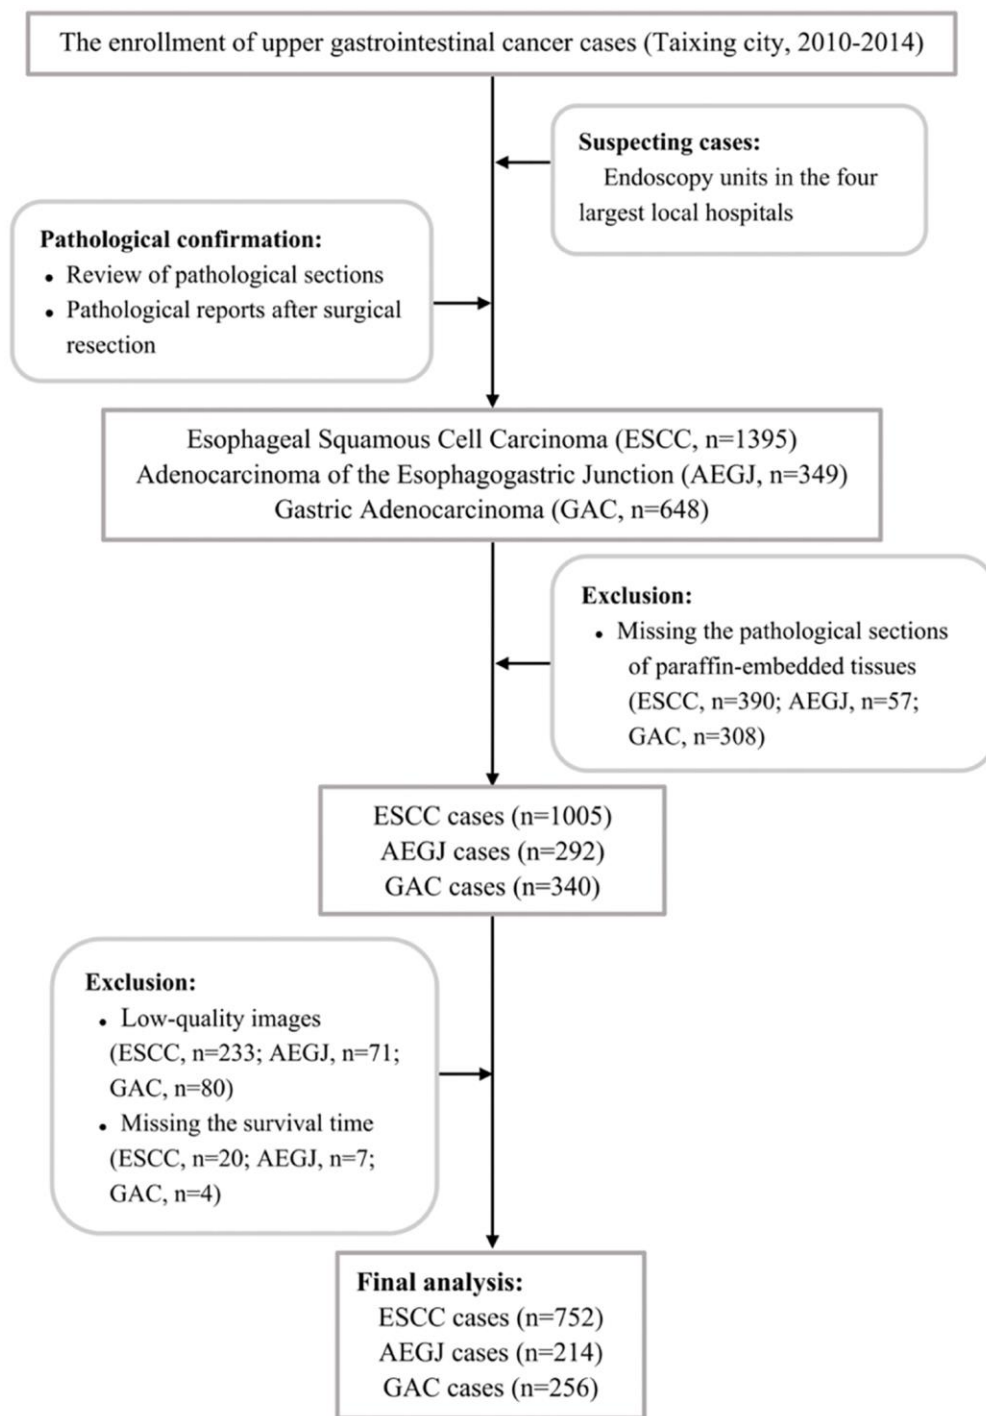 The enrollment of upper gastrointestinal cancer cases (Taixing city, 2010-2014)
Suspecting cases:
Endoscopy units in the four
largest local hospitals
Pathological confirmation:
• Review of pathological sections
• Pathological reports after surgical
resection
Esophageal Squamous Cell Carcinoma (ESCC, n=1395)
Adenocarcinoma of the Esophagogastric Junction (AEGJ, n=349)
Gastric Adenocarcinoma (GAC, n=648)
Exclusion:
• Missing the pathological sections
of paraffin-embedded tissues
(ESCC, n=390; AEGJ, n=57;
GAC, n=308)
ESCC cases (n=1005)
AEGJ cases (n=292)
GAC cases (n=340)
Exclusion:
• Low-quality images
(ESCC, n=233; AEGJ, n=71;
GAC, n=80)
• Missing the survival time
(ESCC, n=20; AEGJ, n=7;
GAC, n=4)
Final analysis:
ESCC cases (n=752)
AEGJ cases (n=214)
GAC cases (n=256)